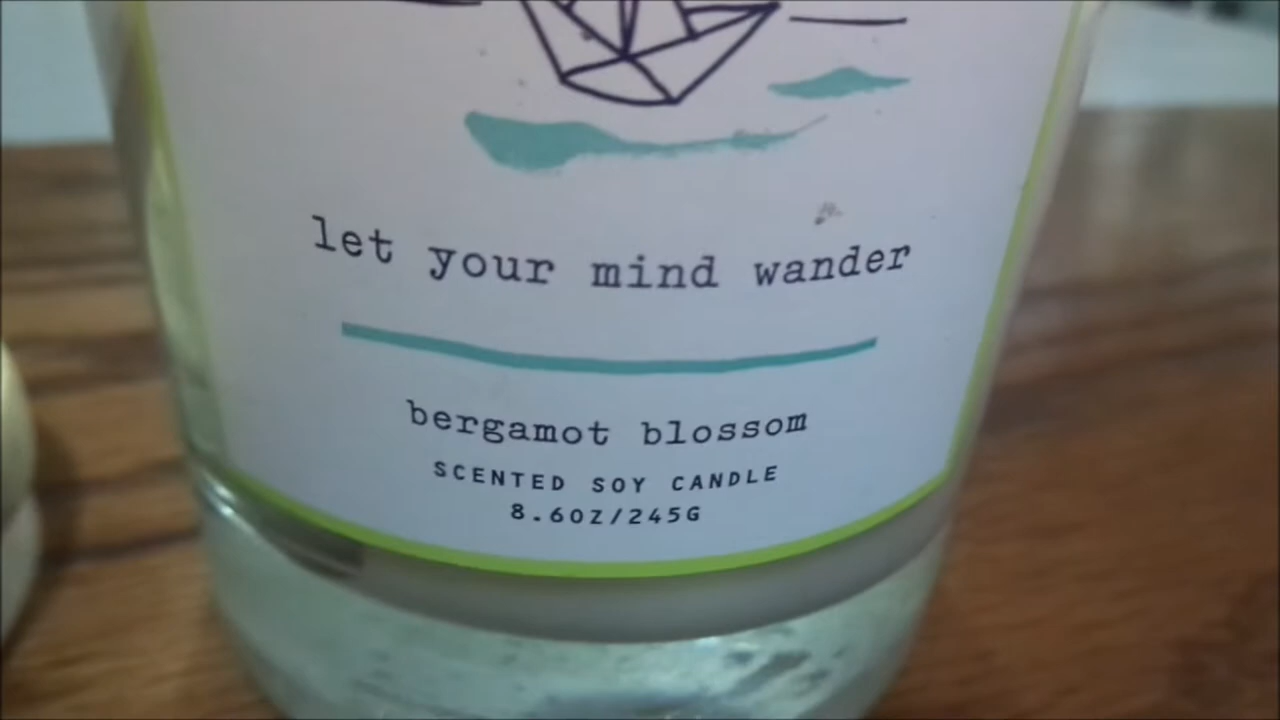 let your mind wander
bergamot blossom
SCENTED SOY CANDLE
8.6OZ/245G